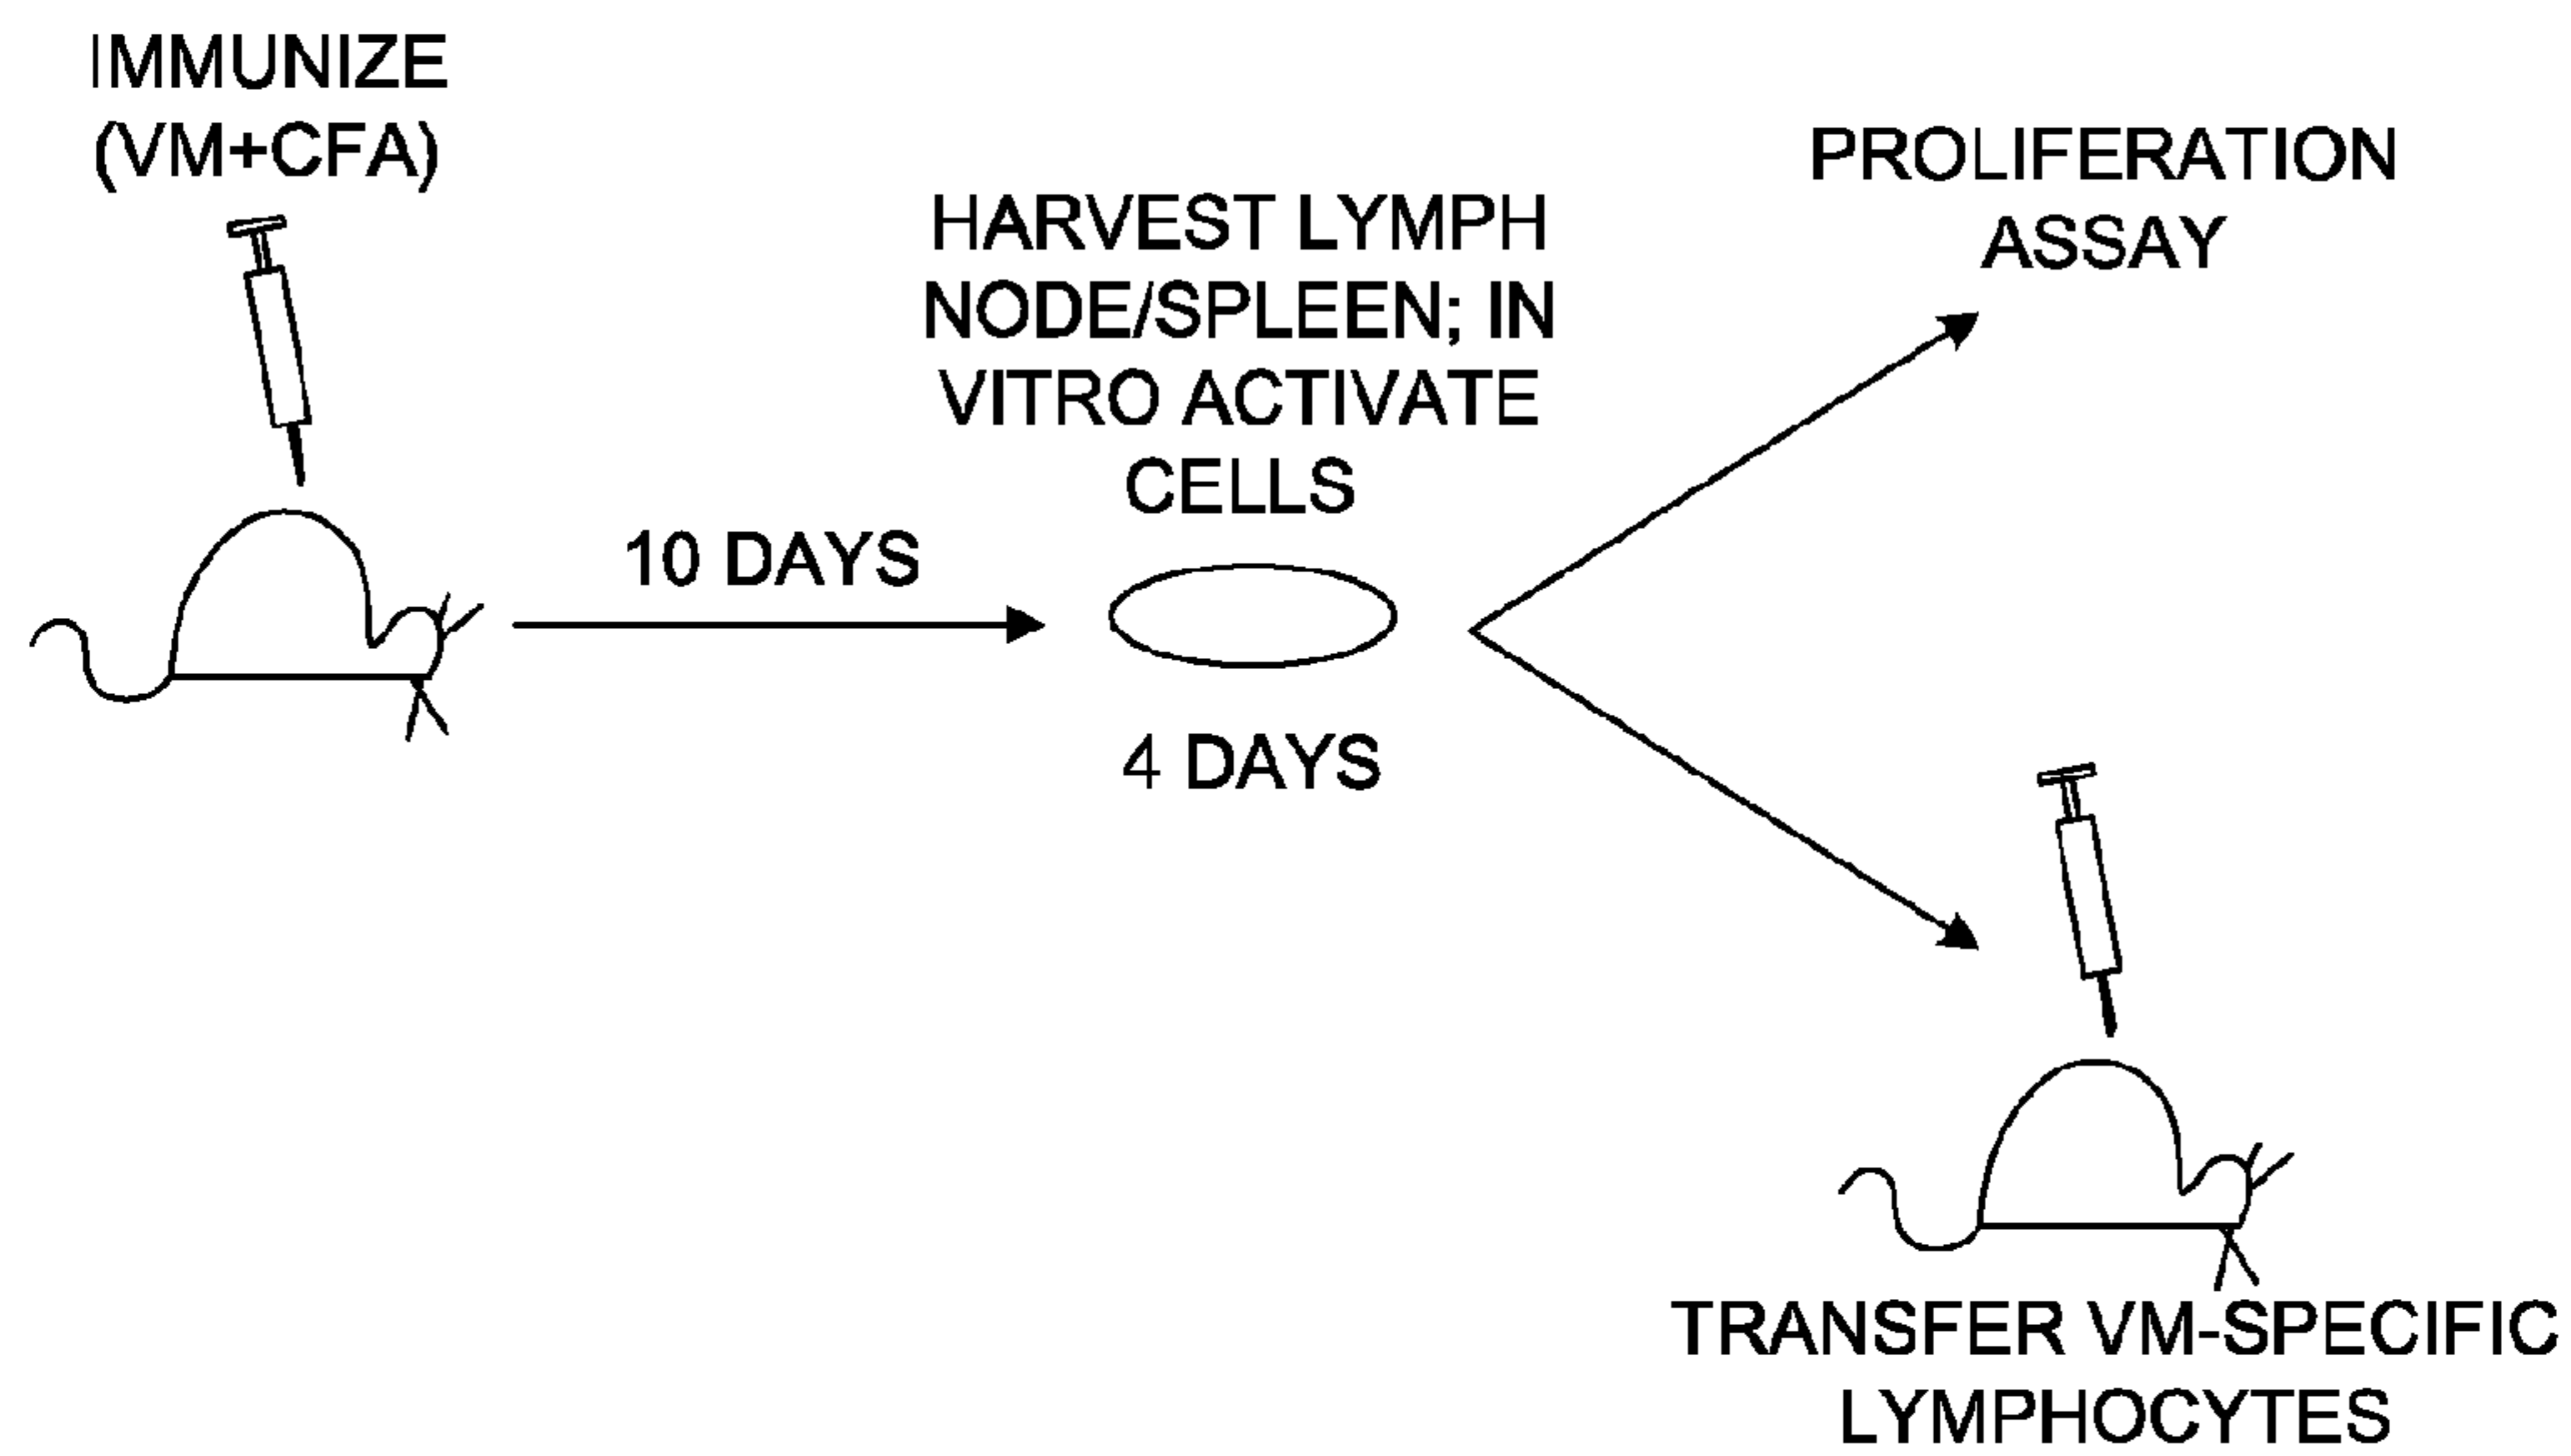 IMMUNIZE
(VM+CFA)
10 DAYS
HARVEST LYMPH
NODE/SPLEEN; IN
VITRO ACTIVATE
CELLS
4 DAYS
PROLIFERATION
ASSAY
TRANSFER VM-SPECIFIC
LYMPHOCYTES